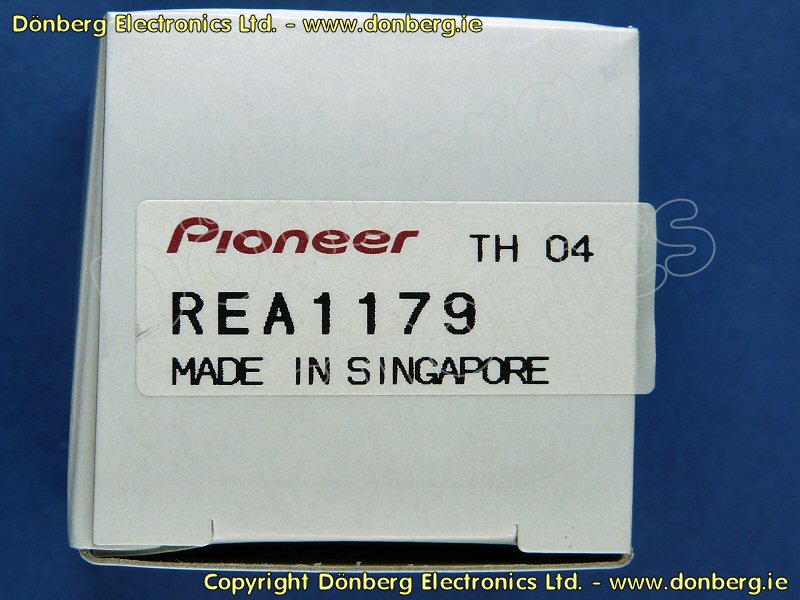 Dönberg Electronics Ltd. - www.donberg.ie
Pioneer TH 04
REA1179
MADE IN SINGAPORE
Copyright Dönberg Electronics Ltd. - www.donberg.ie